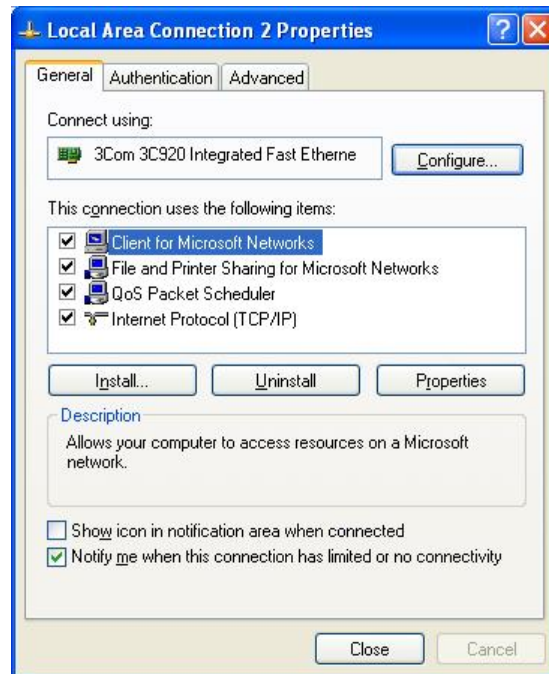 Local Area Connection 2 Properties
General Authentication Advanced
Connect using:
3Com 3C920 Integrated Fast Etherne
Configure...
This connection uses the following items:
Client for Microsoft Networks
File and Printer Sharing for Microsoft Networks
QoS Packet Scheduler
Internet Protocol (TCP/IP)
Install... Uninstall Properties
Description
Allows your computer to access resources on a Microsoft
network.
Show icon in notification area when connected
Notify me when this connection has limited or no connectivity
Close Cancel